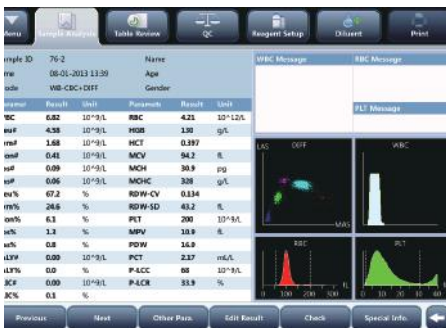 Menu Sample Analysis Table Review QC Reagent Setup Diluent Print
Sample ID 76-2 Name WBC Message RBC Message
08-01-2013 13:39 Age
WB-CBC+DIFF Gender
Result Unit Result Unit
6.82 10^9/L RBC 4.21 10^12/L
4.58 10^9/L HGB 130 g/L PLT Message
1.68 10^9/L HCT 0.397
0.41 10^9/L MCV 94.2 fL
0.09 10^9/L MCH 30.9 pg LAS DIFF WBC
0.06 10^9/L MCHC 328 g/L
67.2 % RDW-CV 0.134
24.6 % RDW-SD 43.2 fL
6.1 % PLT 200 10^9/L
1.3 % MPV 10.9 fL MAS
0.8 % PDW 16.0 RBC PLT
0.00 10^9/L PCT 2.17 mL/L
0.0 % P-LCC 68 10^9/L
0.00 10^9/L P-LCR 33.9 %
0.1 % 100 200 300 fL 0 10 20 30
Previous Next Other Para. Edit Result Check Special Info.